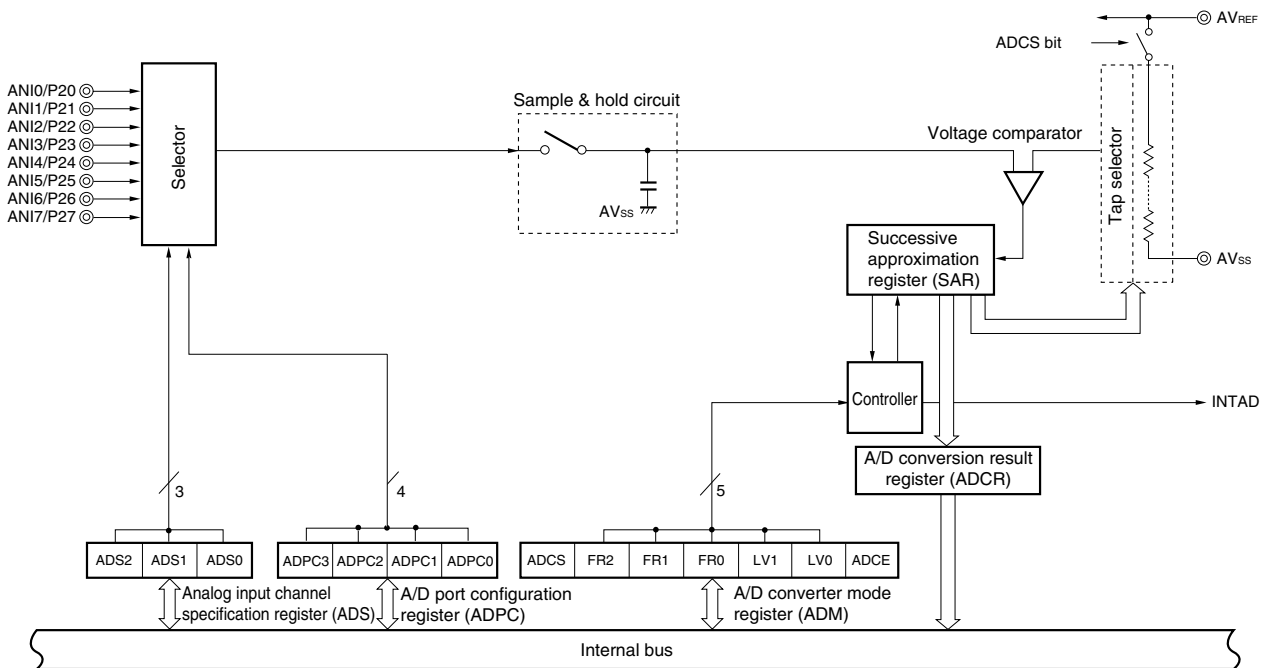 AVREF
ADCS bit
ANI0/P20
ANI1/P21
ANI2/P22
ANI3/P23
ANI4/P24
ANI5/P25
ANI6/P26
ANI7/P27
Selector
Sample & hold circuit
AVSS
Voltage comparator
Tap selector
AVSS
Successive
approximation
register (SAR)
Controller
INTAD
A/D conversion result
register (ADCR)
3
4
5
ADS2 ADS1 ADS0
ADPC3 ADPC2 ADPC1 ADPC0
ADCS FR2 FR1 FR0 LV1 LV0 ADCE
Analog input channel
specification register (ADS)
A/D port configuration
register (ADPC)
A/D converter mode
register (ADM)
Internal bus